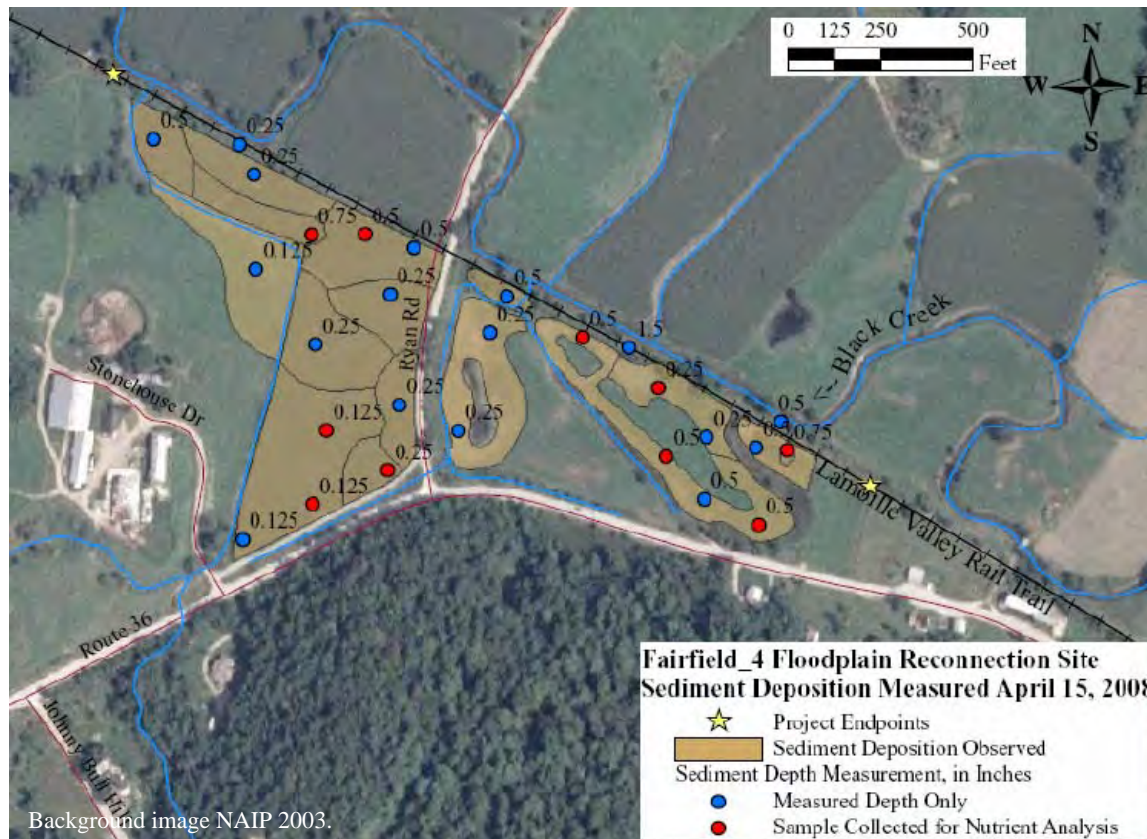 0 125 250 500
Feet
N
W E
S
0.5
0.25
0.25
0.75
0.5
0.5
0.125
0.25
0.25
0.25
0.125
0.25
0.125
0.125
0.5
0.25
0.25
0.5
1.5
0.25
0.25
0.5
0.5
0.5
0.5
0.75
0.5
Ryan Rd
<-- Black Creek
Stonehouse Dr
Lamoille Valley Rail Trail
Route 36
Johnny Bull Hi
Fairfield_4 Floodplain Reconnection Site
Sediment Deposition Measured April 15, 2008
Project Endpoints
Sediment Deposition Observed
Sediment Depth Measurement, in Inches
Measured Depth Only
Sample Collected for Nutrient Analysis
Background image NAIP 2003.